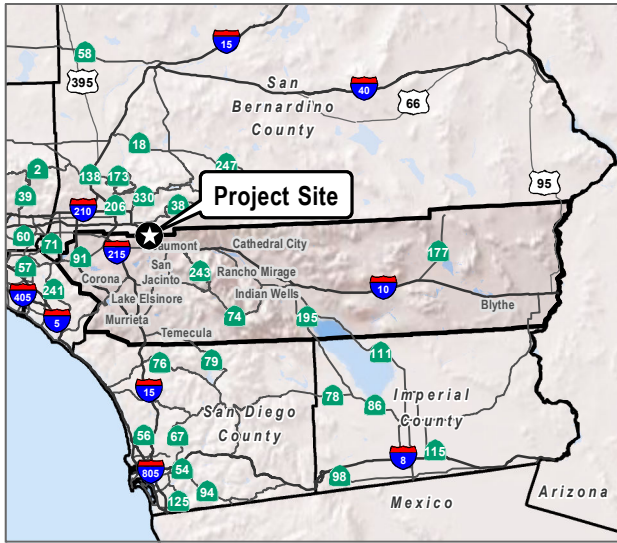 15
58
395
San
Bernardino
County
40
66
18
2
138
173
247
95
39
330
38
210
206
Project Site
60
71
215
91
eaumont
Cathedral City
177
57
San
Jacinto
243
Rancho Mirage
Corona
405
241
Lake Elsinore
Indian Wells
10
Blythe
5
Murrieta
74
195
Temecula
76
79
111
15
78
86
Imperial
County
San Diego
County
56
67
805
54
8
115
125
94
98
Mexico
Arizona